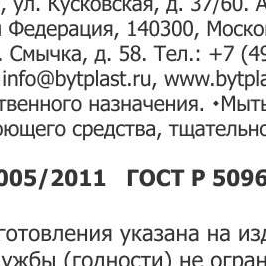 , ул. Кусковская, д. 37/60. А
Федерация, 140300, Моско
. Смычка, д. 58. Тел.: +7 (49
info@bytplast.ru, www.bytpla
твенного назначения. •Мыть
ющего средства, тщательно
005/2011 ГОСТ Р 5096
готовления указана на изд
ужбы (годности) не огран